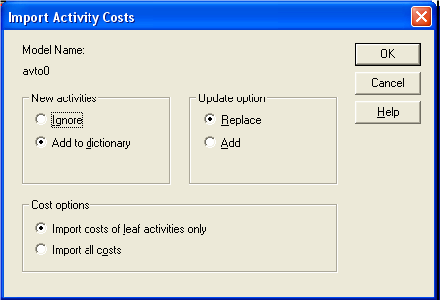 Import Activity Costs
Model Name:
avto0
OK
Cancel
Help
New activities
Ignore
Add to dictionary
Update option
Replace
Add
Cost options
Import costs of leaf activities only
Import all costs